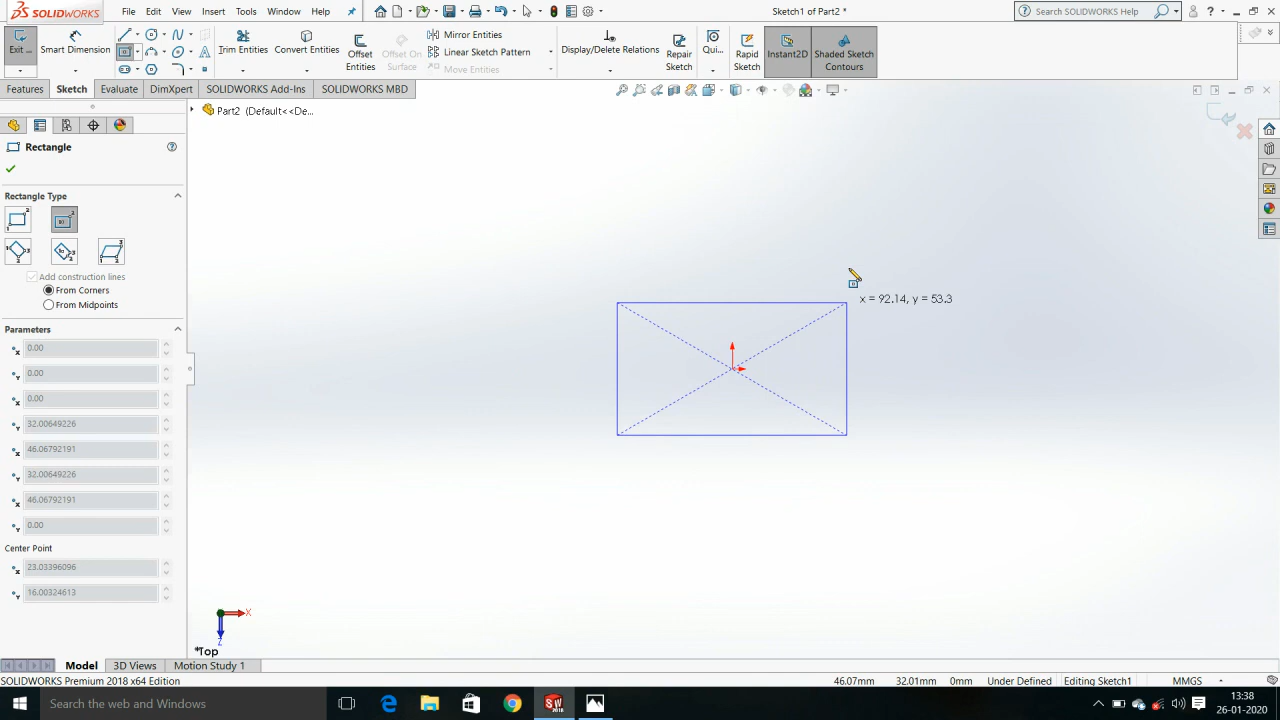 SOLIDWORKS
File Edit View Insert Tools Window Help
Sketch1 of Part2 *
Search SOLIDWORKS Help
Exit ...
Smart Dimension
Trim Entities
Convert Entities
Offset Entities
Offset On Surface
Mirror Entities
Linear Sketch Pattern
Move Entities
Display/Delete Relations
Repair Sketch
Qui...
Rapid Sketch
Instant2D
Shaded Sketch Contours
Features Sketch Evaluate DimXpert SOLIDWORKS Add-Ins SOLIDWORKS MBD
Part2 (Default<<De...
Rectangle
Rectangle Type
Add construction lines
From Corners
From Midpoints
Parameters
0.00
0.00
0.00
32.00649226
46.06792191
32.00649226
46.06792191
0.00
Center Point
23.03396096
16.00324613
x = 92.14, y = 53.3
X
Z
*Top
Model 3D Views Motion Study 1
SOLIDWORKS Premium 2018 x64 Edition
46.07mm 32.01mm 0mm Under Defined Editing Sketch1 MMGS
Search the web and Windows
13:38
26-01-2020